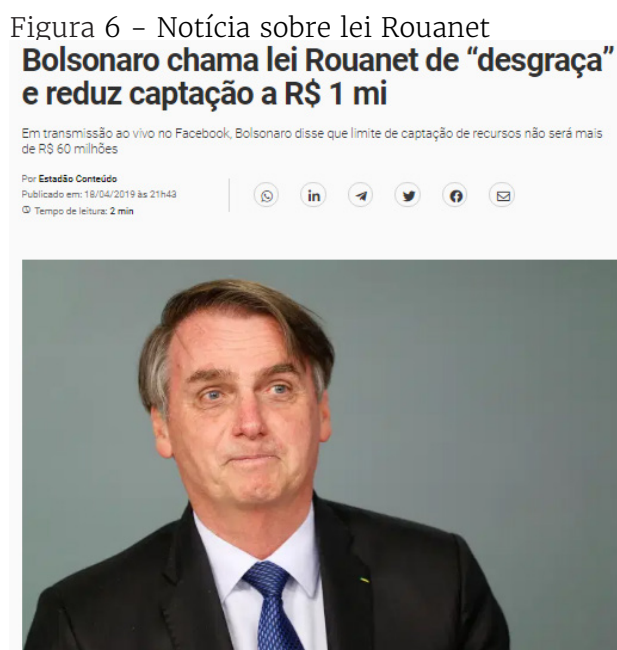 Figura 6 – Notícia sobre lei Rouanet
Bolsonaro chama lei Rouanet de “desgraça”
e reduz captação a R$ 1 mi
Em transmissão ao vivo no Facebook, Bolsonaro disse que limite de captação de recursos não será mais
de R$ 60 milhões
Por Estadão Conteúdo
Publicado em: 18/04/2019 às 21h43
Tempo de leitura: 2 min